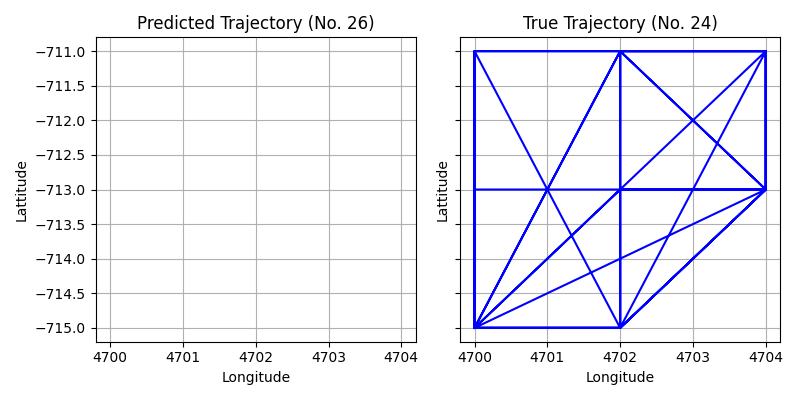 Predicted Trajectory (No. 26)
True Trajectory (No. 24)
Lattitude
−711.0
−711.5
−712.0
−712.5
−713.0
−713.5
−714.0
−714.5
−715.0
4700 4701 4702 4703 4704
Longitude
Lattitude
4700 4701 4702 4703 4704
Longitude